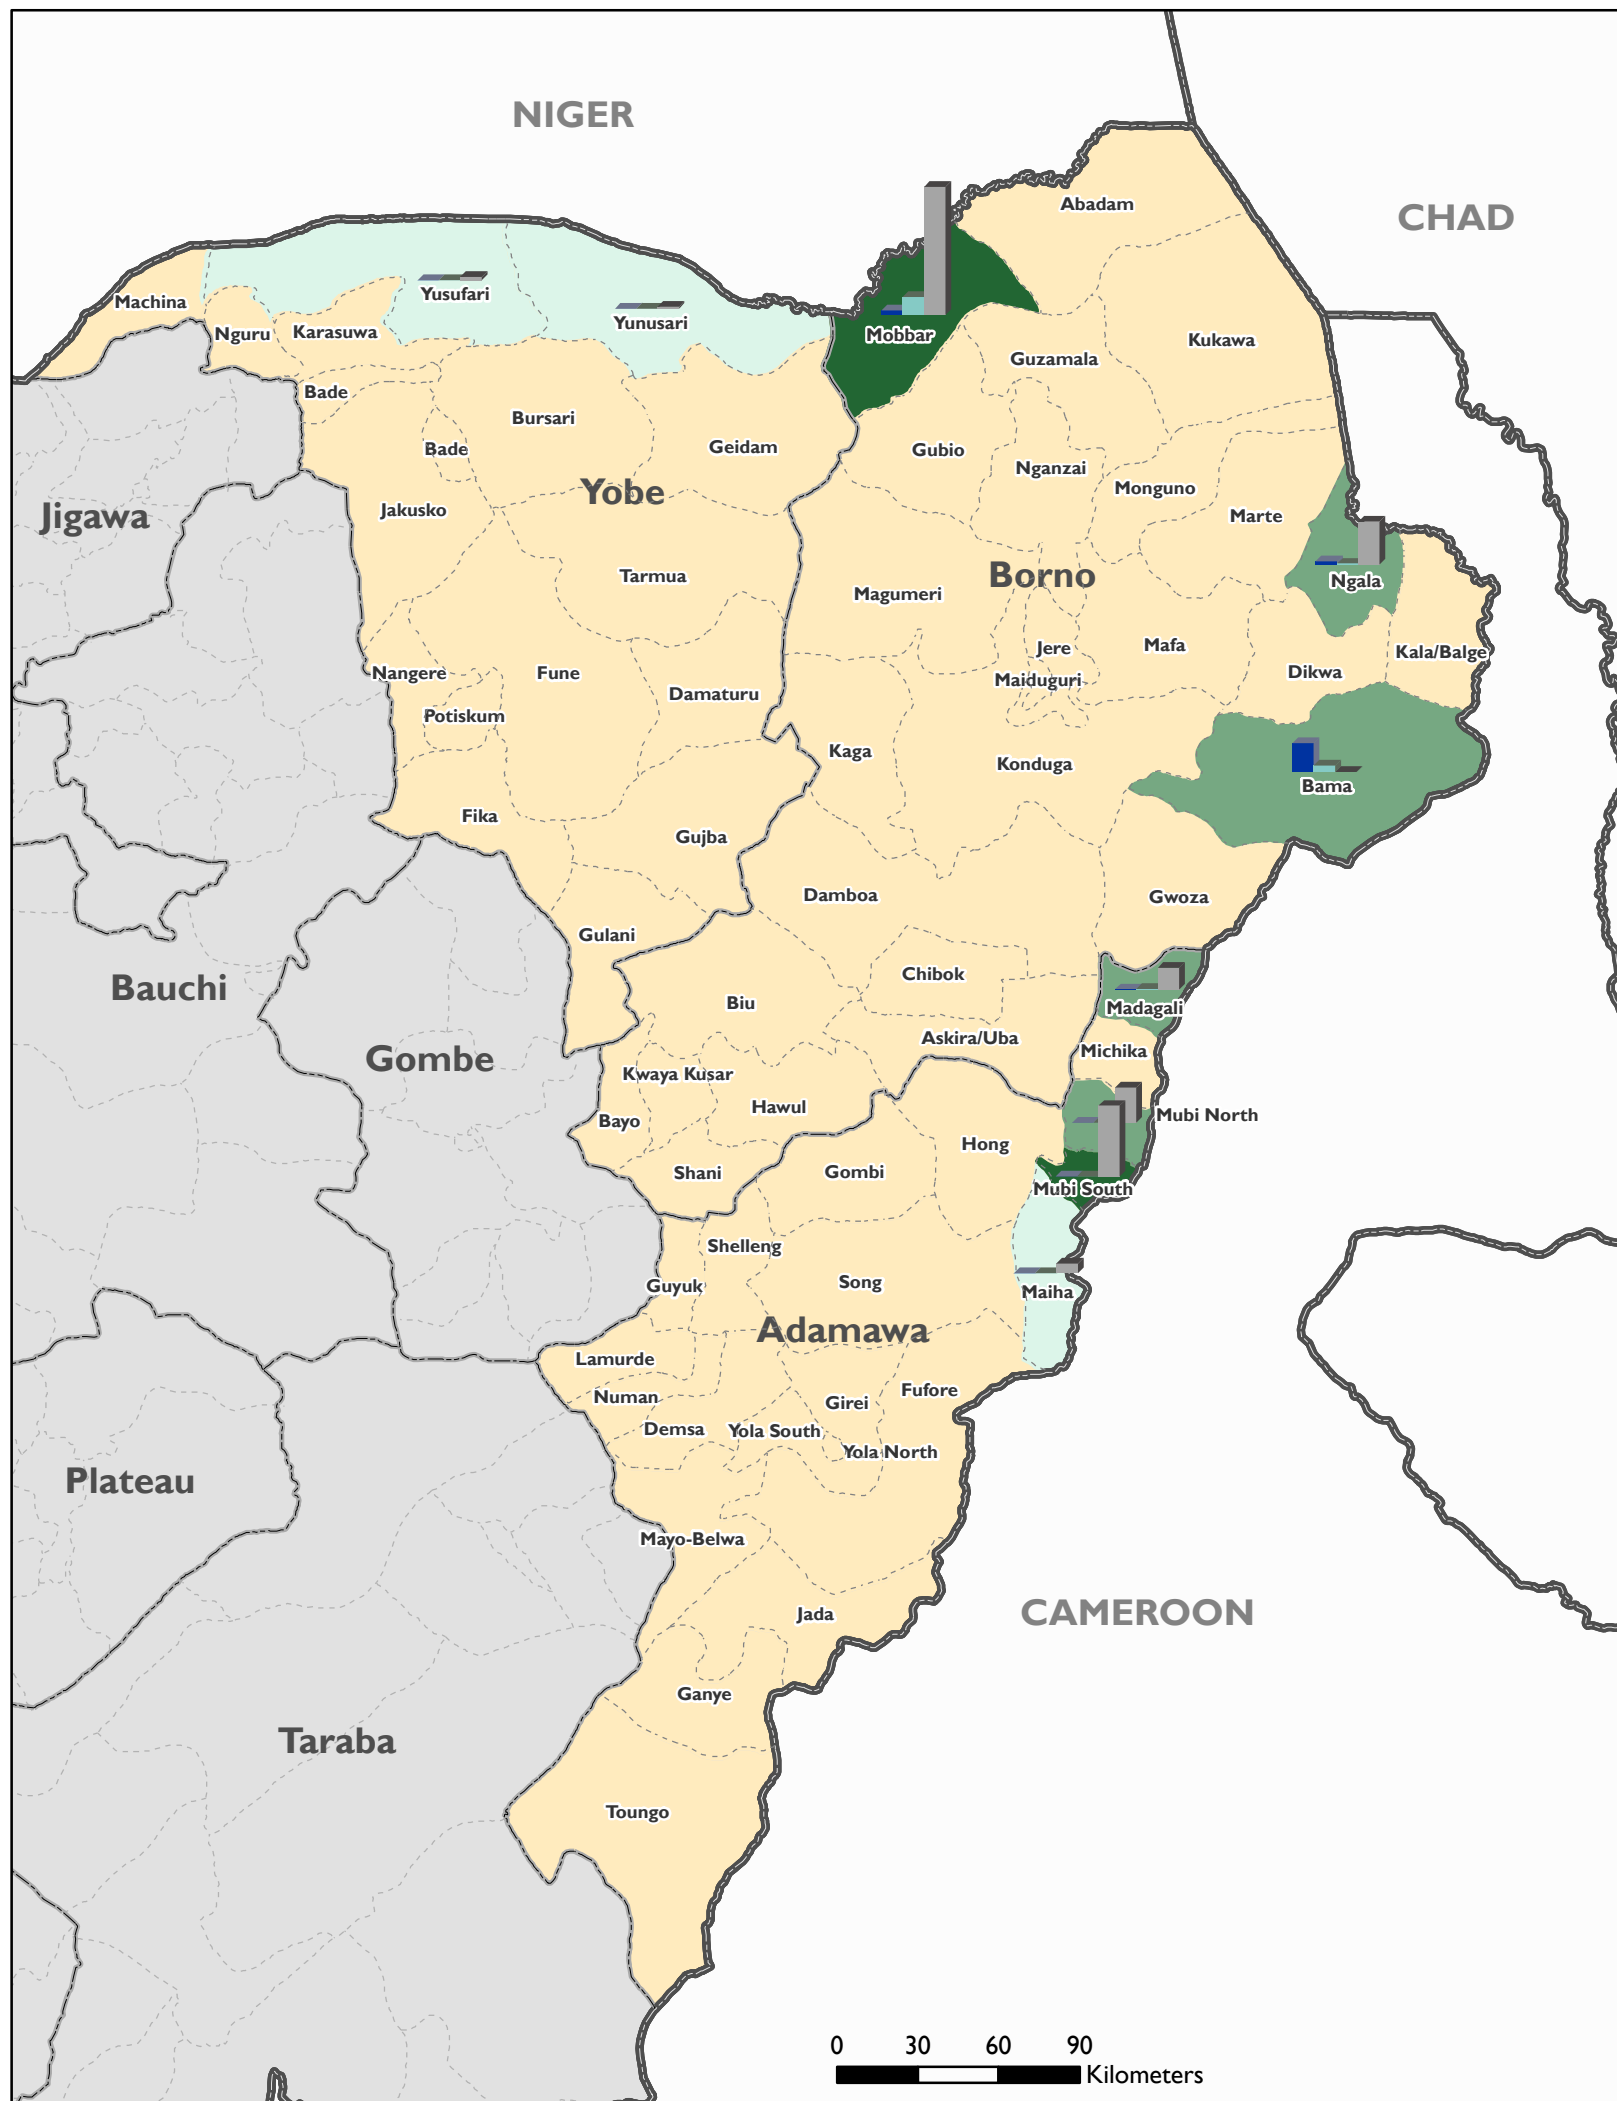 NIGER
CHAD
Abadam
Machina
Yusufari
Yunusari
Mobbar
Nguru
Karasuwa
Kukawa
Guzamala
Bade
Bursari
Geidam
Bade
Gubio
Nganzai
Monguno
Yobe
Jigawa
Jakusko
Marte
Tarmua
Borno
Ngala
Magumeri
Jere
Mafa
Kala/Balge
Nangere
Fune
Maiduguri
Dikwa
Damaturu
Potiskum
Kaga
Konduga
Bama
Fika
Gujba
Damboa
Gwoza
Gulani
Chibok
Bauchi
Biu
Madagali
Askira/Uba
Michika
Gombe
Kwaya Kusar
Hawul
Mubi North
Bayo
Hong
Shani
Gombi
Mubi South
Shelleng
Guyuk
Song
Maiha
Adamawa
Lamurde
Numan
Girei
Fufore
Demsa
Yola South
Yola North
Plateau
Mayo-Belwa
Jada
CAMEROON
Ganye
Taraba
Toungo
0 30 60 90
Kilometers